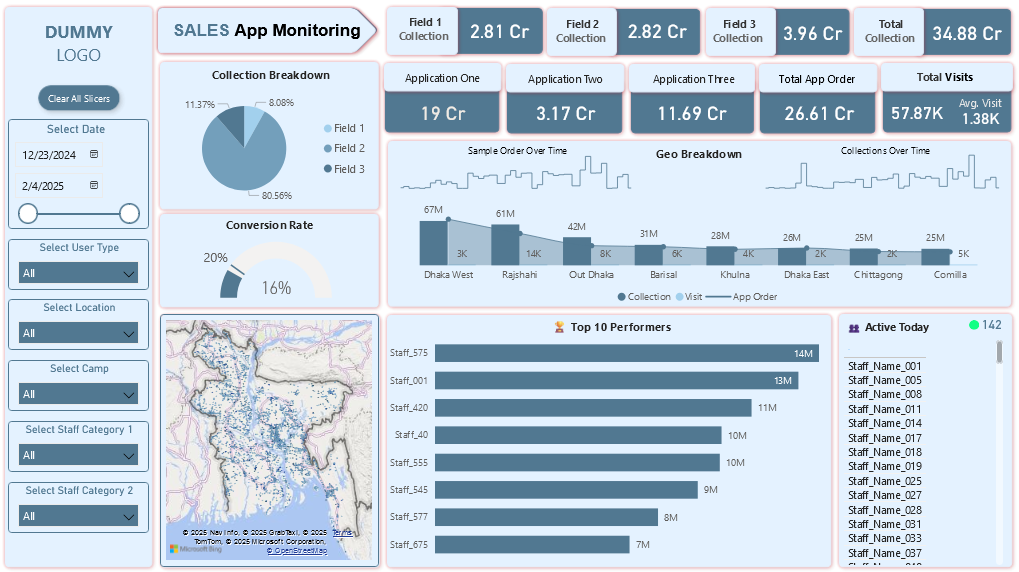 DUMMY
LOGO
Clear All Slicers
Select Date
12/23/2024
2/4/2025
Select User Type
All
Select Location
All
Select Camp
All
Select Staff Category 1
All
Select Staff Category 2
All
SALES App Monitoring
Field 1
Collection
2.81 Cr
Field 2
Collection
2.82 Cr
Field 3
Collection
3.96 Cr
Total
Collection
34.88 Cr
Application One
19 Cr
Application Two
3.17 Cr
Application Three
11.69 Cr
Total App Order
26.61 Cr
Total Visits
57.87K
Avg. Visit
1.38K
Collection Breakdown
11.37%
8.08%
80.56%
Field 1
Field 2
Field 3
Conversion Rate
20%
16%
Sample Order Over Time
Geo Breakdown
Collections Over Time
67M 61M 42M 31M 28M 26M 25M 25M
3K 14K 8K 6K 4K 2K 2K 5K
Dhaka West Rajshahi Out Dhaka Barisal Khulna Dhaka East Chittagong Comilla
Collection Visit App Order
© 2025 NavInfo, © 2025 GrabTaxi, © 2025 Terms
TomTom, © 2025 Microsoft Corporation,
Microsoft Bing © OpenStreetMap
Top 10 Performers
Staff_575 14M
Staff_001 13M
Staff_420 11M
Staff_40 10M
Staff_555 10M
Staff_545 9M
Staff_577 8M
Staff_675 7M
Active Today
142
Staff_Name_001
Staff_Name_005
Staff_Name_008
Staff_Name_011
Staff_Name_014
Staff_Name_017
Staff_Name_018
Staff_Name_019
Staff_Name_025
Staff_Name_027
Staff_Name_028
Staff_Name_031
Staff_Name_033
Staff_Name_037